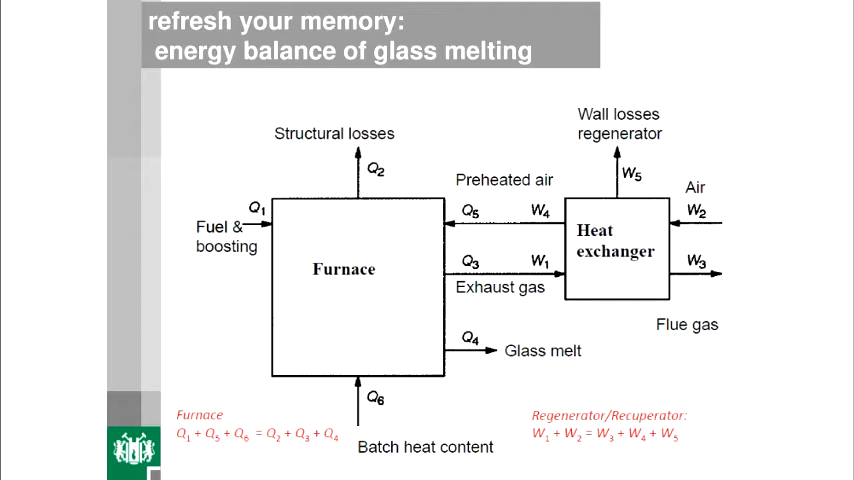 refresh your memory:
energy balance of glass melting
Wall losses
regenerator
Structural losses
Q2
W5
Preheated air
Air
Q1
Q5
W4
W2
Fuel &
boosting
Heat
exchanger
Furnace
Q3
W1
W3
Exhaust gas
Flue gas
Q4
Glass melt
Q6
Furnace
Q1 + Q5 + Q6 = Q2 + Q3 + Q4
Regenerator/Recuperator:
W1 + W2 = W3 + W4 + W5
Batch heat content